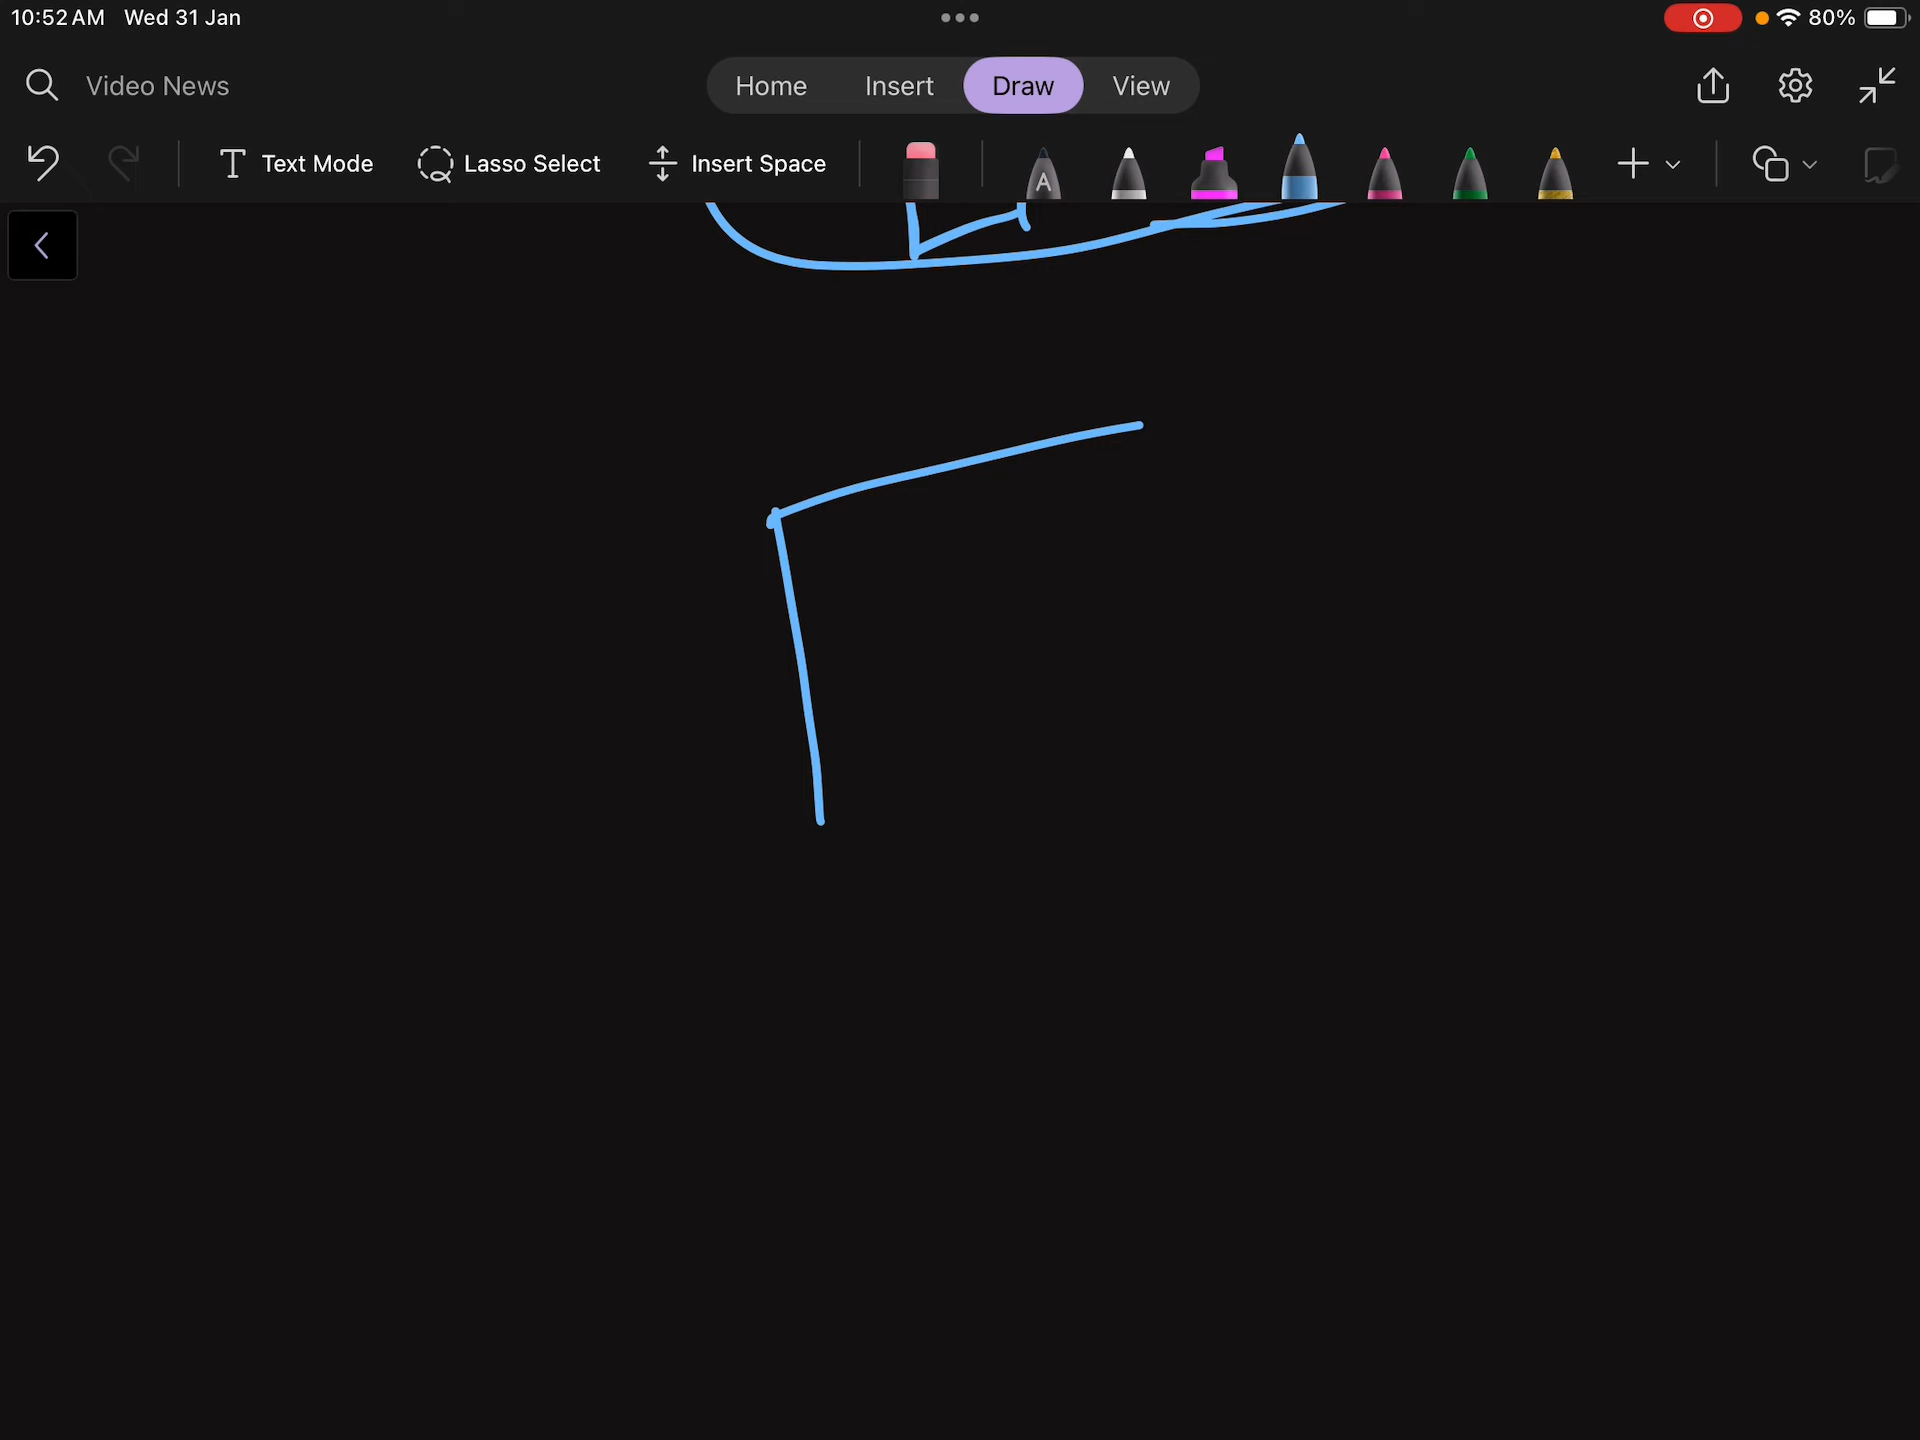 10:52 AM Wed 31 Jan 80%
Video News Home Insert Draw View
Text Mode Lasso Select Insert Space A